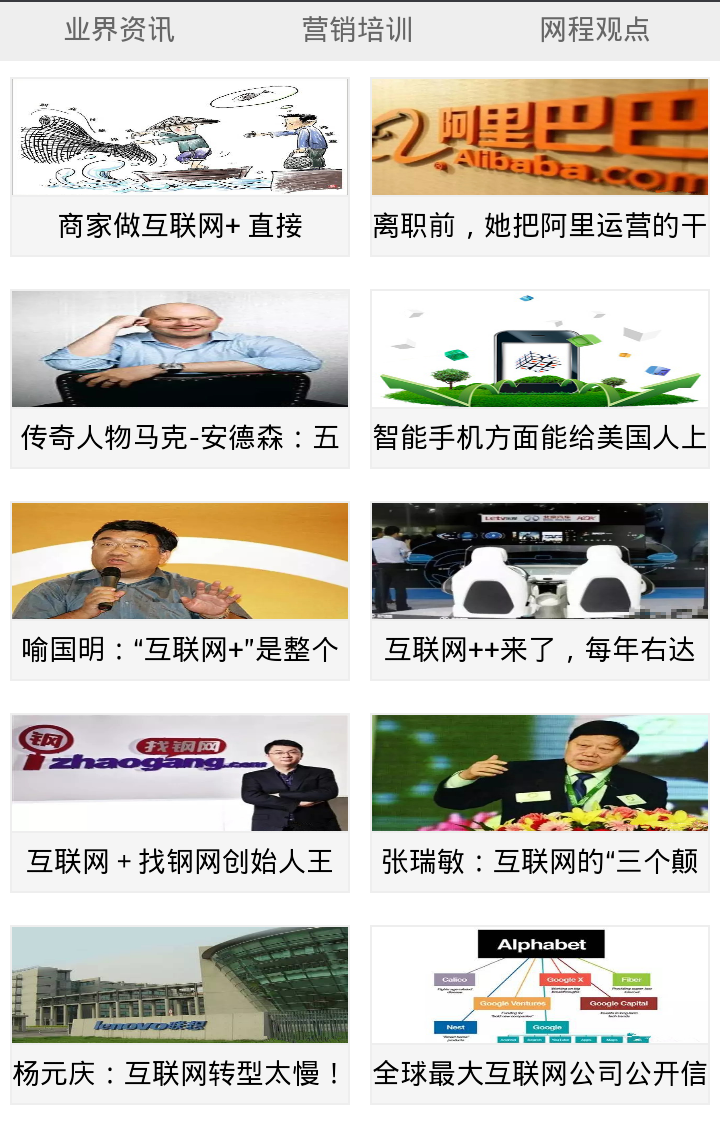 业界资讯
营销培训
网程观点
阿里巴巴
Alibaba.com
商家做互联网+ 直接
离职前，她把阿里运营的干
传奇人物马克-安德森：五
智能手机方面能给美国人上
喻国明：“互联网+”是整个
互联网++来了，每年右达
钢
找钢网
zhaogang.com
互联网 + 找钢网创始人王
张瑞敏：互联网的“三个颠
lenovo联想
杨元庆：互联网转型太慢！
Alphabet
Calico
Google X
Fiber
Google Ventures
Google Capital
Nest
Google
全球最大互联网公司公开信